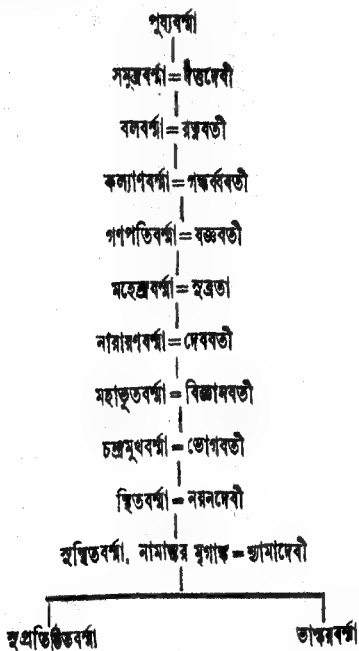 পুষ্যবর্ম্মা
সমুদ্রবর্ম্মা = দত্তদেবী
বলবর্ম্মা = রত্নবতী
কল্যাণবর্ম্মা = গন্ধর্ব্ববতী
গণপতিবর্ম্মা = যজ্ঞবতী
মহেন্দ্রবর্ম্মা = সুব্রতা
নারায়ণবর্ম্মা = দেববতী
মহাভূতবর্ম্মা = বিজ্ঞানবতী
চন্দ্রমুখবর্ম্মা = ভোগবতী
স্থিতবর্ম্মা = নয়নদেবী
সুস্থিতবর্ম্মা, নামান্তর মৃগাঙ্ক = শ্যামাদেবী
সুপ্রতিষ্ঠিতবর্ম্মা ভাস্করবর্ম্মা